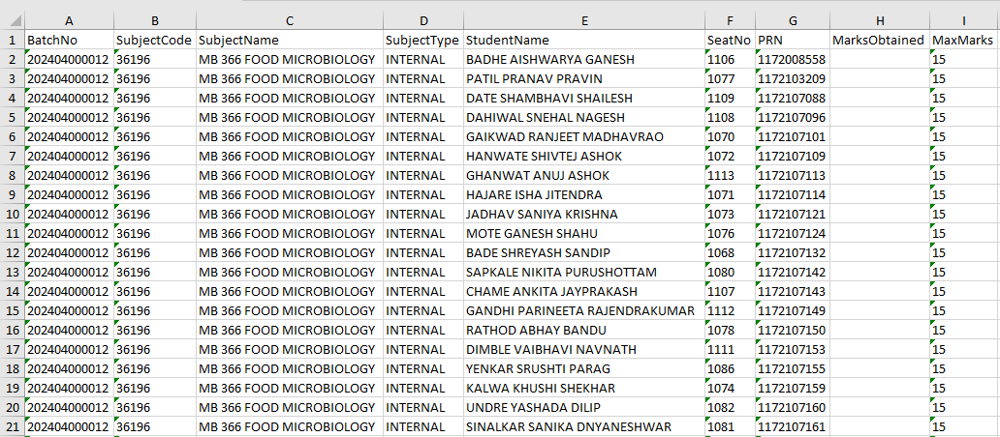 A B C D E F G H I
1 BatchNo SubjectCode SubjectName SubjectType StudentName SeatNo PRN MarksObtained MaxMarks
2 202404000012 36196 MB 366 FOOD MICROBIOLOGY INTERNAL BADHE AISHWARYA GANESH 1106 1172008558 15
3 202404000012 36196 MB 366 FOOD MICROBIOLOGY INTERNAL PATIL PRANAV PRAVIN 1077 1172103209 15
4 202404000012 36196 MB 366 FOOD MICROBIOLOGY INTERNAL DATE SHAMBHAVI SHAILESH 1109 1172107088 15
5 202404000012 36196 MB 366 FOOD MICROBIOLOGY INTERNAL DAHIWAL SNEHAL NAGESH 1108 1172107096 15
6 202404000012 36196 MB 366 FOOD MICROBIOLOGY INTERNAL GAIKWAD RANJEET MADHAVRAO 1070 1172107101 15
7 202404000012 36196 MB 366 FOOD MICROBIOLOGY INTERNAL HANWATE SHIVTEJ ASHOK 1072 1172107109 15
8 202404000012 36196 MB 366 FOOD MICROBIOLOGY INTERNAL GHANWAT ANUJ ASHOK 1113 1172107113 15
9 202404000012 36196 MB 366 FOOD MICROBIOLOGY INTERNAL HAJARE ISHA JITENDRA 1071 1172107114 15
10 202404000012 36196 MB 366 FOOD MICROBIOLOGY INTERNAL JADHAV SANIYA KRISHNA 1073 1172107121 15
11 202404000012 36196 MB 366 FOOD MICROBIOLOGY INTERNAL MOTE GANESH SHAHU 1076 1172107124 15
12 202404000012 36196 MB 366 FOOD MICROBIOLOGY INTERNAL BADE SHREYASH SANDIP 1068 1172107132 15
13 202404000012 36196 MB 366 FOOD MICROBIOLOGY INTERNAL SAPKALE NIKITA PURUSHOTTAM 1080 1172107142 15
14 202404000012 36196 MB 366 FOOD MICROBIOLOGY INTERNAL CHAME ANKITA JAYPRAKASH 1107 1172107143 15
15 202404000012 36196 MB 366 FOOD MICROBIOLOGY INTERNAL GANDHI PARINEETA RAJENDRAKUMAR 1112 1172107149 15
16 202404000012 36196 MB 366 FOOD MICROBIOLOGY INTERNAL RATHOD ABHAY BANDU 1078 1172107150 15
17 202404000012 36196 MB 366 FOOD MICROBIOLOGY INTERNAL DIMBLE VAIBHAVI NAVNATH 1111 1172107153 15
18 202404000012 36196 MB 366 FOOD MICROBIOLOGY INTERNAL YENKAR SRUSHTI PARAG 1086 1172107155 15
19 202404000012 36196 MB 366 FOOD MICROBIOLOGY INTERNAL KALWA KHUSHI SHEKHAR 1074 1172107159 15
20 202404000012 36196 MB 366 FOOD MICROBIOLOGY INTERNAL UNDRE YASHADA DILIP 1082 1172107160 15
21 202404000012 36196 MB 366 FOOD MICROBIOLOGY INTERNAL SINALKAR SANIKA DNYANESHWAR 1081 1172107161 15